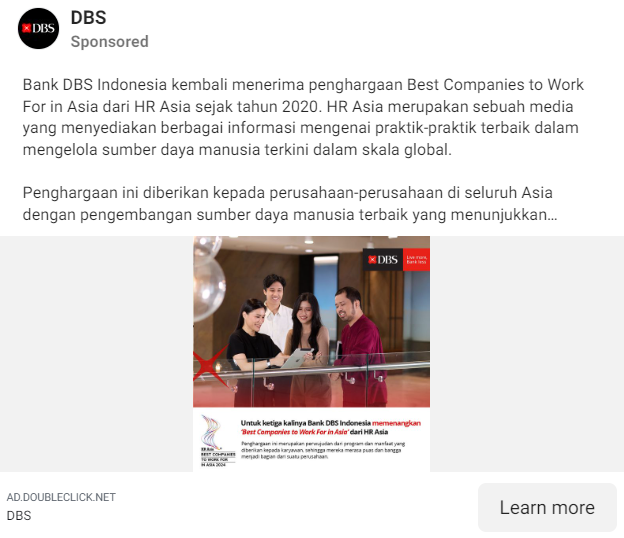 DBS
DBS
Sponsored
Bank DBS Indonesia kembali menerima penghargaan Best Companies to Work
For in Asia dari HR Asia sejak tahun 2020. HR Asia merupakan sebuah media
yang menyediakan berbagai informasi mengenai praktik-praktik terbaik dalam
mengelola sumber daya manusia terkini dalam skala global.
Penghargaan ini diberikan kepada perusahaan-perusahaan di seluruh Asia
dengan pengembangan sumber daya manusia terbaik yang menunjukkan…
DBS
Live more,
Bank less
Untuk ketiga kalinya Bank DBS Indonesia memenangkan
'Best Companies to Work For in Asia' dari HR Asia
Penghargaan ini merupakan perwujudan dan program dan manfaat yang
diberikan kepada karyawan, sehingga mereka merasa puas dan bangga
menjadi bagian dari suatu perusahaan.
HR Asia
BEST COMPANIES
TO WORK FOR
IN ASIA 2024
AD.DOUBLECLICK.NET
DBS
Learn more